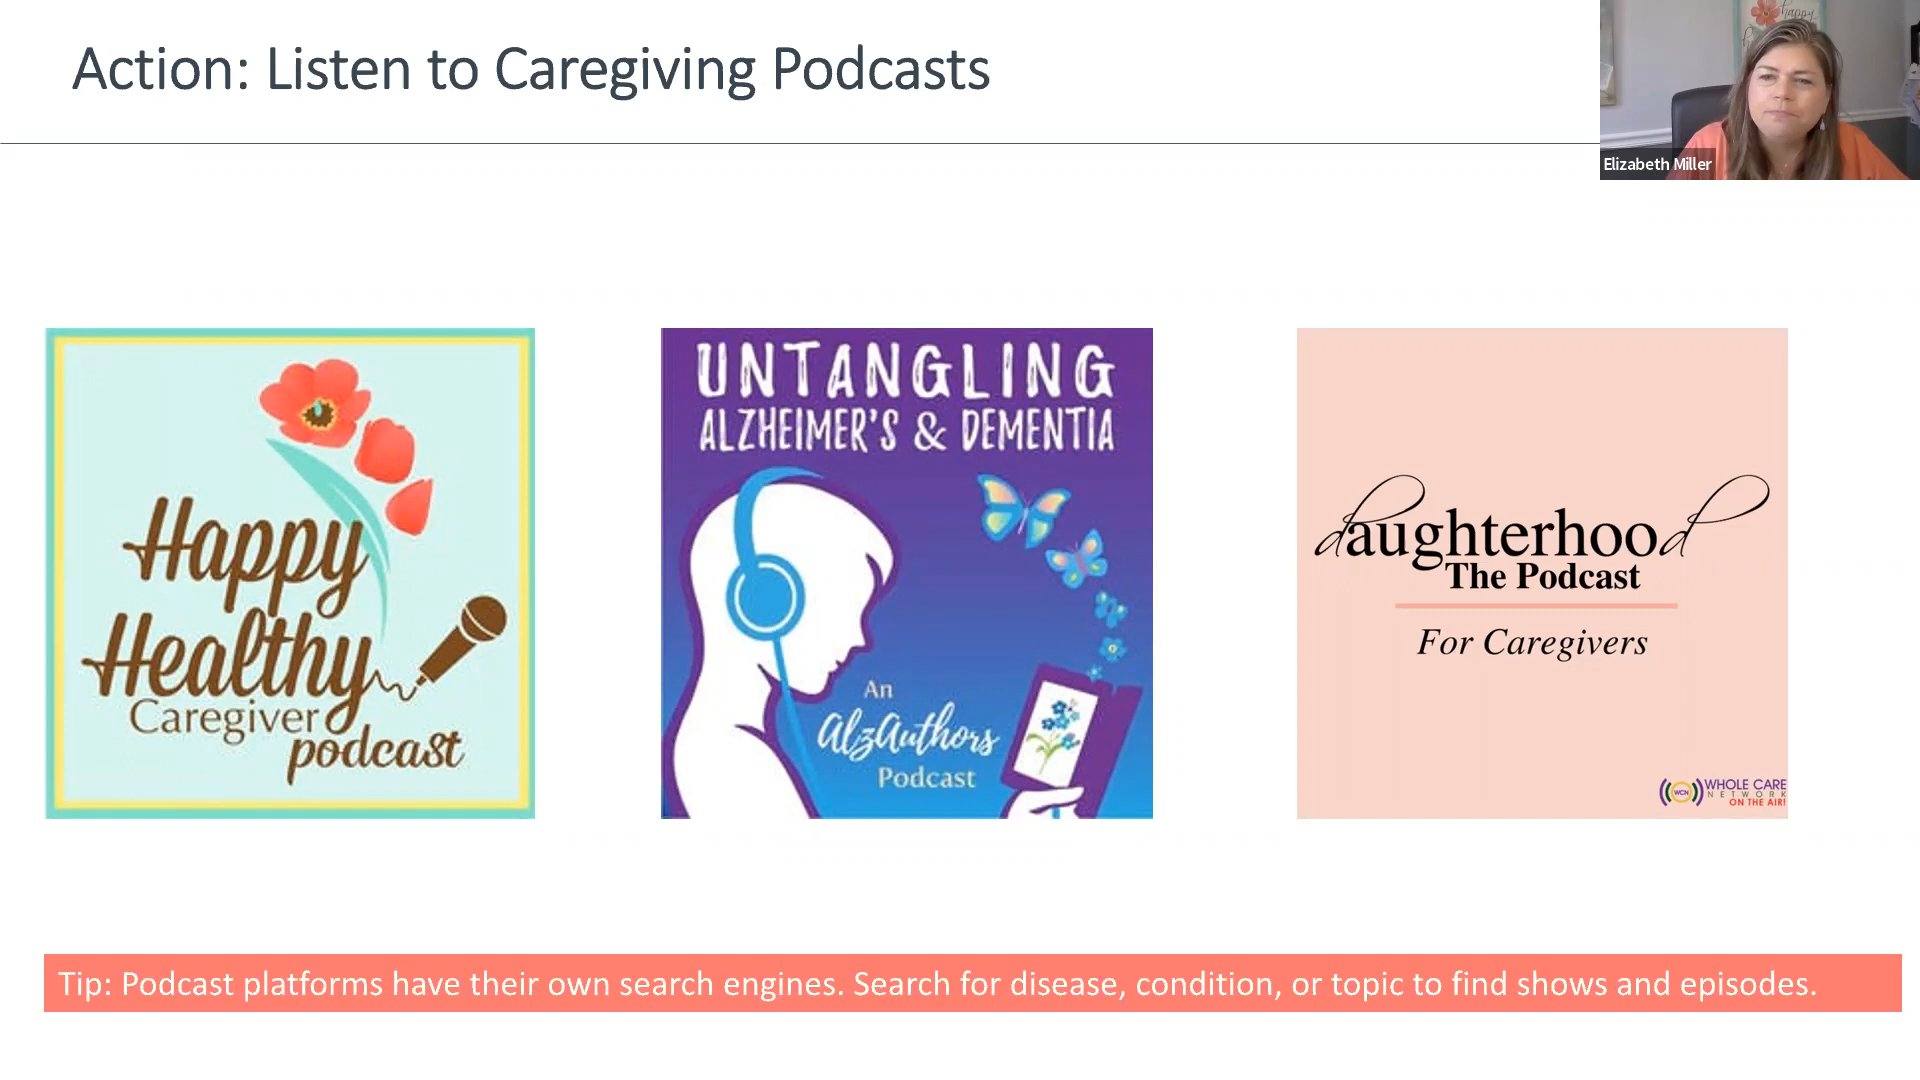 Action: Listen to Caregiving Podcasts
happy
Elizabeth Miller
Happy
Healthy
Caregiver
podcast
UNTANGLING
ALZHEIMER'S & DEMENTIA
An
AlzAuthors
Podcast
daughterhood
The Podcast
For Caregivers
WCN
WHOLE CARE
NETWORK
ON THE AIR!
Tip: Podcast platforms have their own search engines. Search for disease, condition, or topic to find shows and episodes.